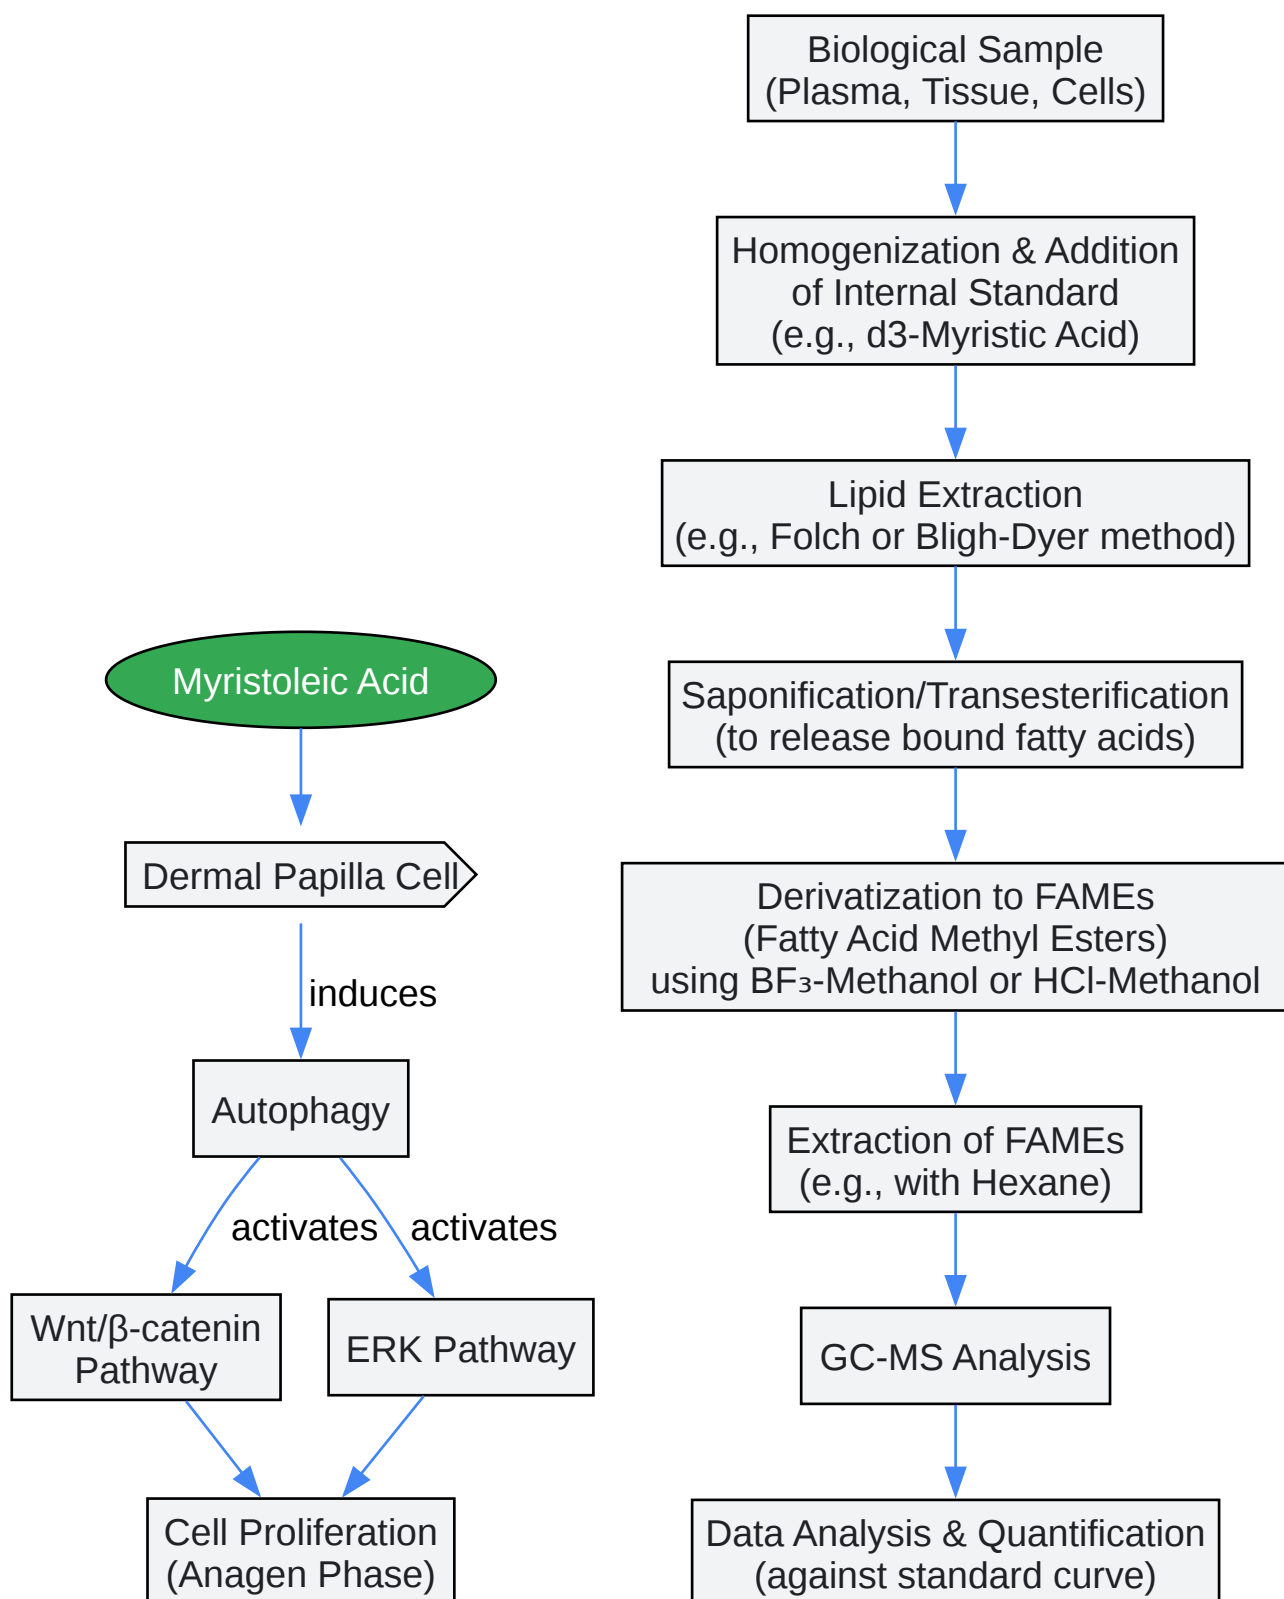 Biological Sample
(Plasma, Tissue, Cells)
Homogenization & Addition
of Internal Standard
(e.g., d3-Myristic Acid)
Lipid Extraction
(e.g., Folch or Bligh-Dyer method)
Saponification/Transesterification
(to release bound fatty acids)
Derivatization to FAMEs
(Fatty Acid Methyl Esters)
using BF₃-Methanol or HCl-Methanol
Extraction of FAMEs
(e.g., with Hexane)
GC-MS Analysis
Data Analysis & Quantification
(against standard curve)
Myristoleic Acid
Dermal Papilla Cell
induces
Autophagy
activates
activates
Wnt/β-catenin
Pathway
ERK Pathway
Cell Proliferation
(Anagen Phase)